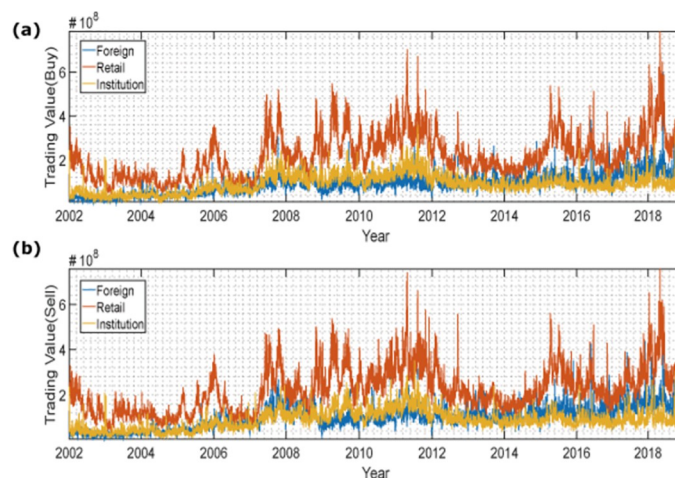 (a)
# 10^8
Foreign
Retail
Institution
Trading Value(Buy)
6
4
2
2002 2004 2006 2008 2010 2012 2014 2016 2018
Year
(b)
# 10^8
Foreign
Retail
Institution
Trading Value(Sell)
6
4
2
2002 2004 2006 2008 2010 2012 2014 2016 2018
Year